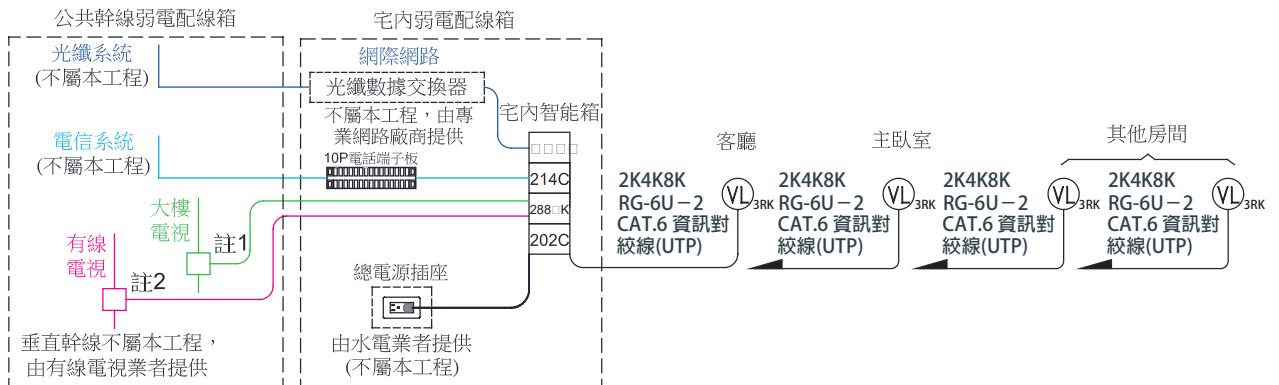 公共幹線弱電配線箱
宅內弱電配線箱
光纖系統
(不屬本工程)
網際網路
光纖數據交換器
不屬本工程，由專
業網路廠商提供
宅內智能箱
電信系統
(不屬本工程)
10P電話端子板
214C
288□K
202C
大樓
電視
註1
有線
電視
註2
垂直幹線不屬本工程，
由有線電視業者提供
總電源插座
由水電業者提供
(不屬本工程)
客廳
2K4K8K
RG-6U－2
CAT.6 資訊對
絞線(UTP)
VL
3RK
主臥室
2K4K8K
RG-6U－2
CAT.6 資訊對
絞線(UTP)
VL
3RK
其他房間
2K4K8K
RG-6U－2
CAT.6 資訊對
絞線(UTP)
VL
3RK
2K4K8K
RG-6U－2
CAT.6 資訊對
絞線(UTP)
VL
3RK